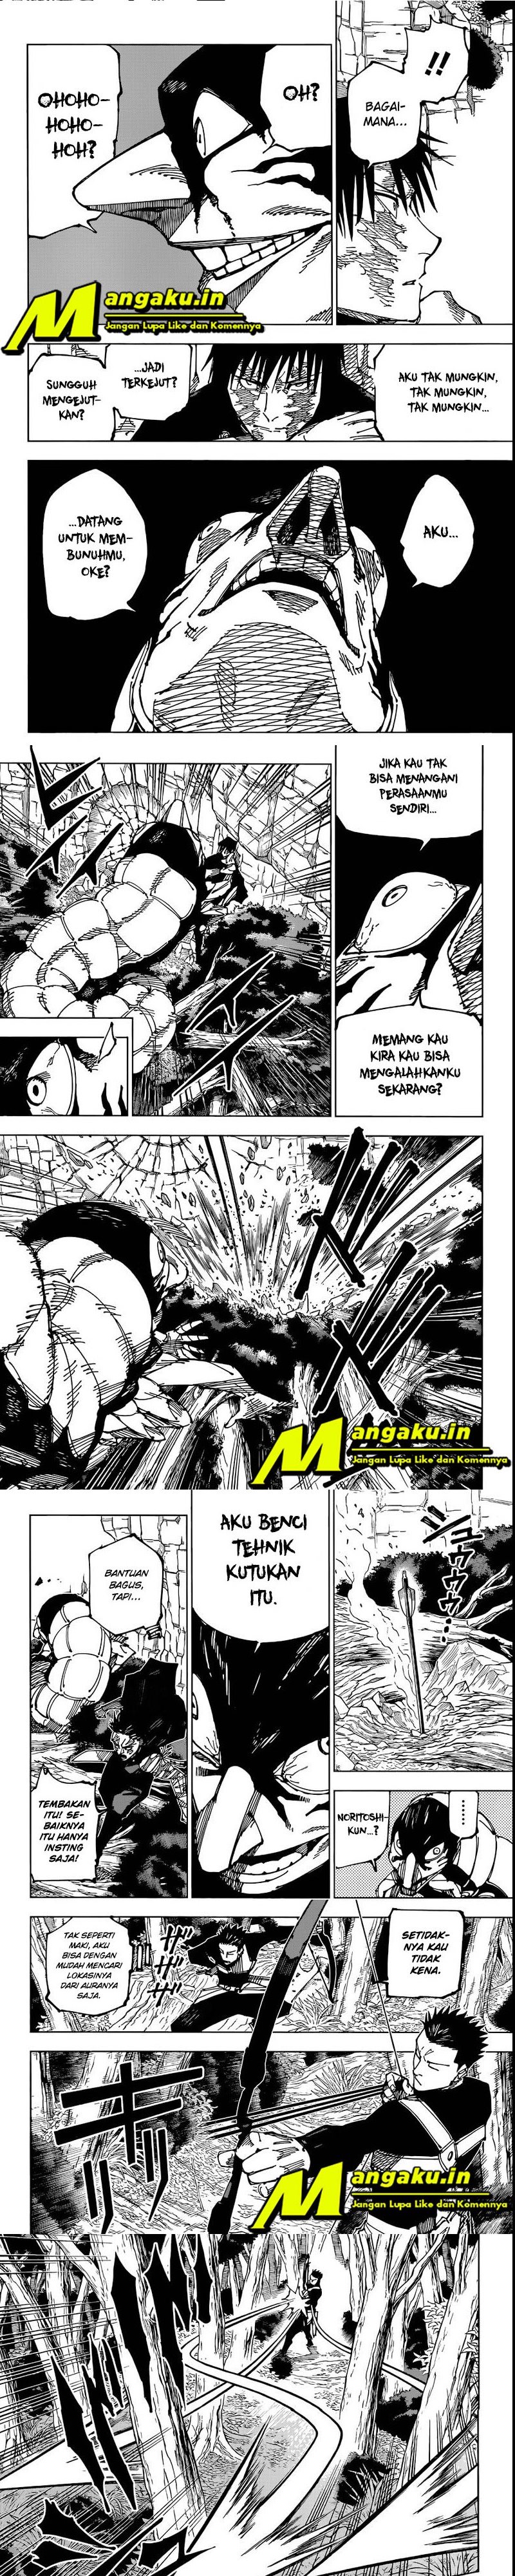 !!
BAGAI-
MANA...
OH?
OHOHO-
HOHO-
HOH?
Mangaku.in
Jangan Lupa Like dan Komennya
AKU TAK MUNGKIN,
TAK MUNGKIN,
TAK MUNGKIN...
...JADI
TERKEJUT?
SUNGGUH
MENGEJUT-
KAN?
AKU...
...DATANG
UNTUK MEM-
BUNUHMU,
OKE?
JIKA KAU TAK
BISA MENANGANI
PERASAANMU
SENDIRI...
MEMANG KAU
KIRA KAU BISA
MENGALAHKANKU
SEKARANG?
Mangaku.in
Jangan Lupa Like dan Komennya
AKU BENCI
TEHNIK
KUTUKAN
ITU.
BANTUAN
BAGUS,
TAPI...
TEMBAKAN
ITU! SE-
BAIKNYA
ITU HANYA
INSTING
SAJA!
......
NORITOSHI-
KUN...?
SETIDAK-
NYA KAU
TIDAK
KENA.
TAK SEPERTI
MAKI, AKU
BISA DENGAN
MUDAH MENCARI
LOKASINYA
DARI AURANYA
SAJA.
Mangaku.in
Jangan Lupa Like dan Komennya